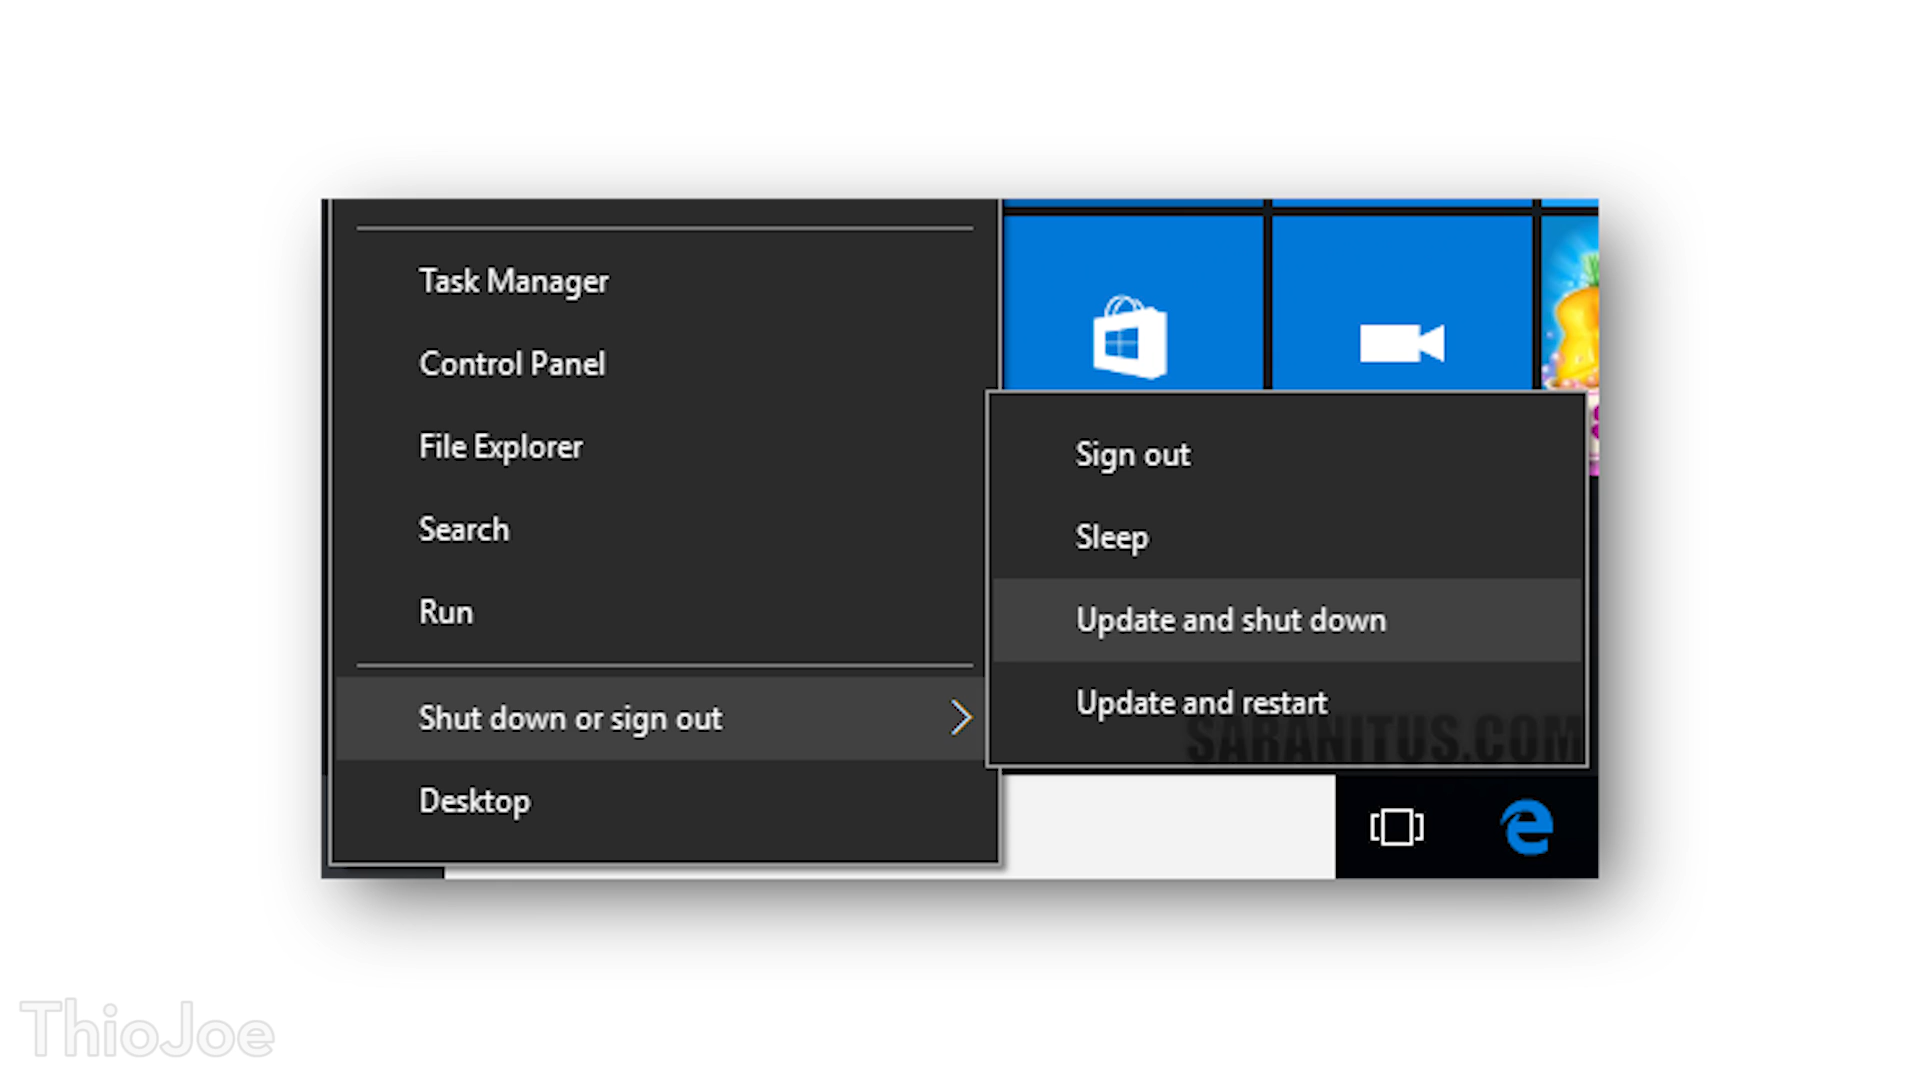 Task Manager
Control Panel
File Explorer
Search
Run
Shut down or sign out
Desktop
Sign out
Sleep
Update and shut down
Update and restart
SARANITUS.COM
ThioJoe